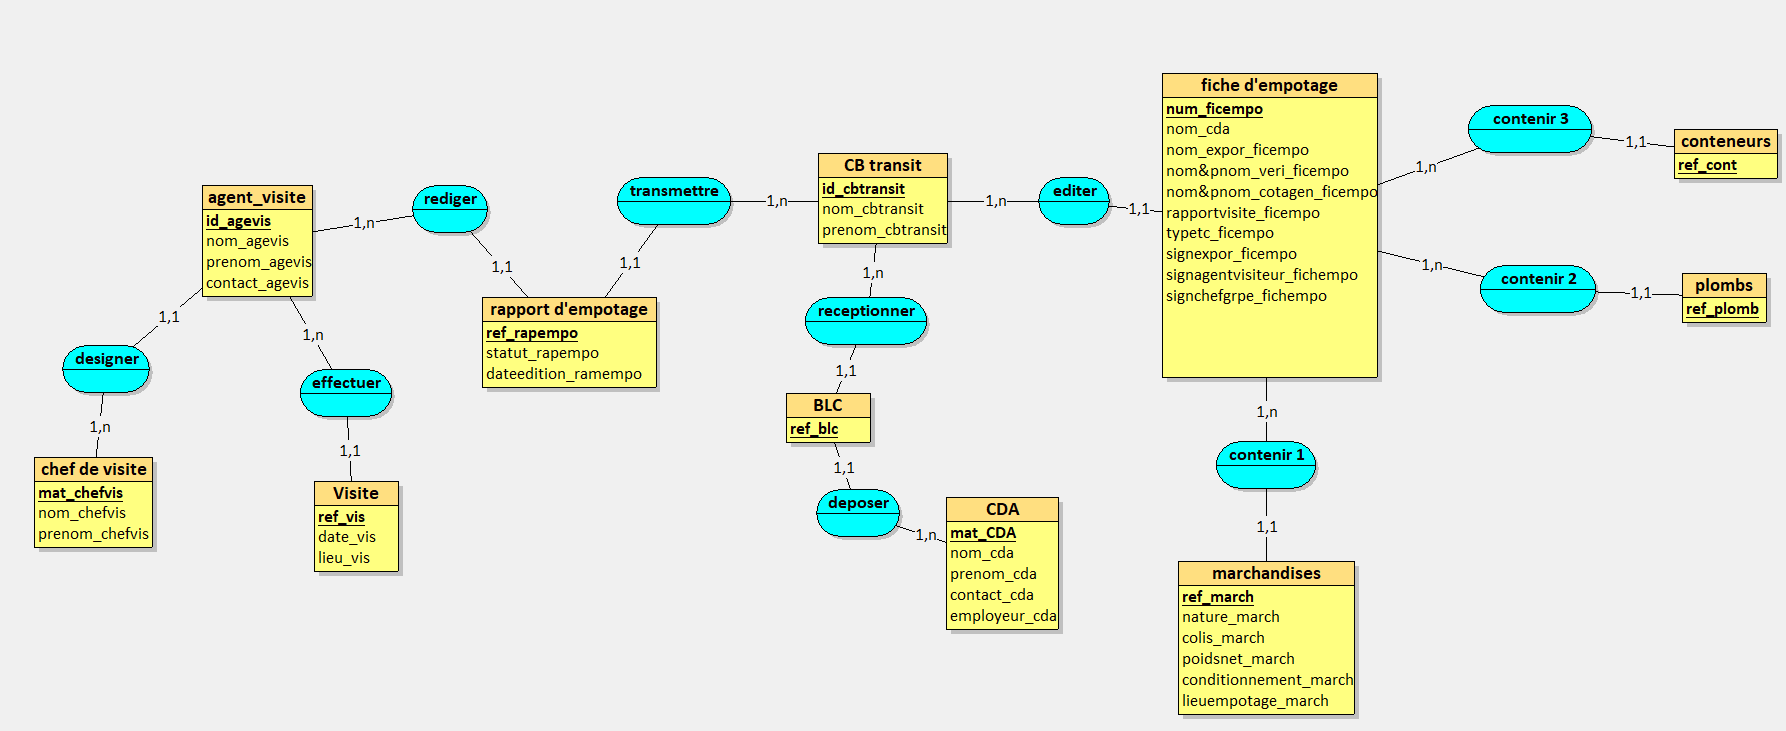 agent_visite
id_agevis
nom_agevis
prenom_agevis
contact_agevis
1,n
rediger
1,1
rapport d'empotage
ref_rapempo
statut_rapempo
dateedition_ramempo
1,1
transmettre
1,n
CB transit
id_cbtransit
nom_cbtransit
prenom_cbtransit
1,n
editer
1,1
fiche d'empotage
num_ficempo
nom_cda
nom_expor_ficempo
nom&pnom_veri_ficempo
nom&pnom_cotagen_ficempo
rapportvisite_ficempo
typetc_ficempo
signexpor_ficempo
signagentvisiteur_fichempo
signchefgrpe_fichempo
1,n
contenir 3
1,1
conteneurs
ref_cont
1,n
contenir 2
1,1
plombs
ref_plomb
1,n
contenir 1
1,1
marchandises
ref_march
nature_march
colis_march
poidsnet_march
conditionnement_march
lieuempotage_march
1,n
receptionner
1,1
BLC
ref_blc
1,1
deposer
1,n
CDA
mat_CDA
nom_cda
prenom_cda
contact_cda
employeur_cda
1,1
designer
1,n
chef de visite
mat_chefvis
nom_chefvis
prenom_chefvis
1,n
effectuer
1,1
Visite
ref_vis
date_vis
lieu_vis